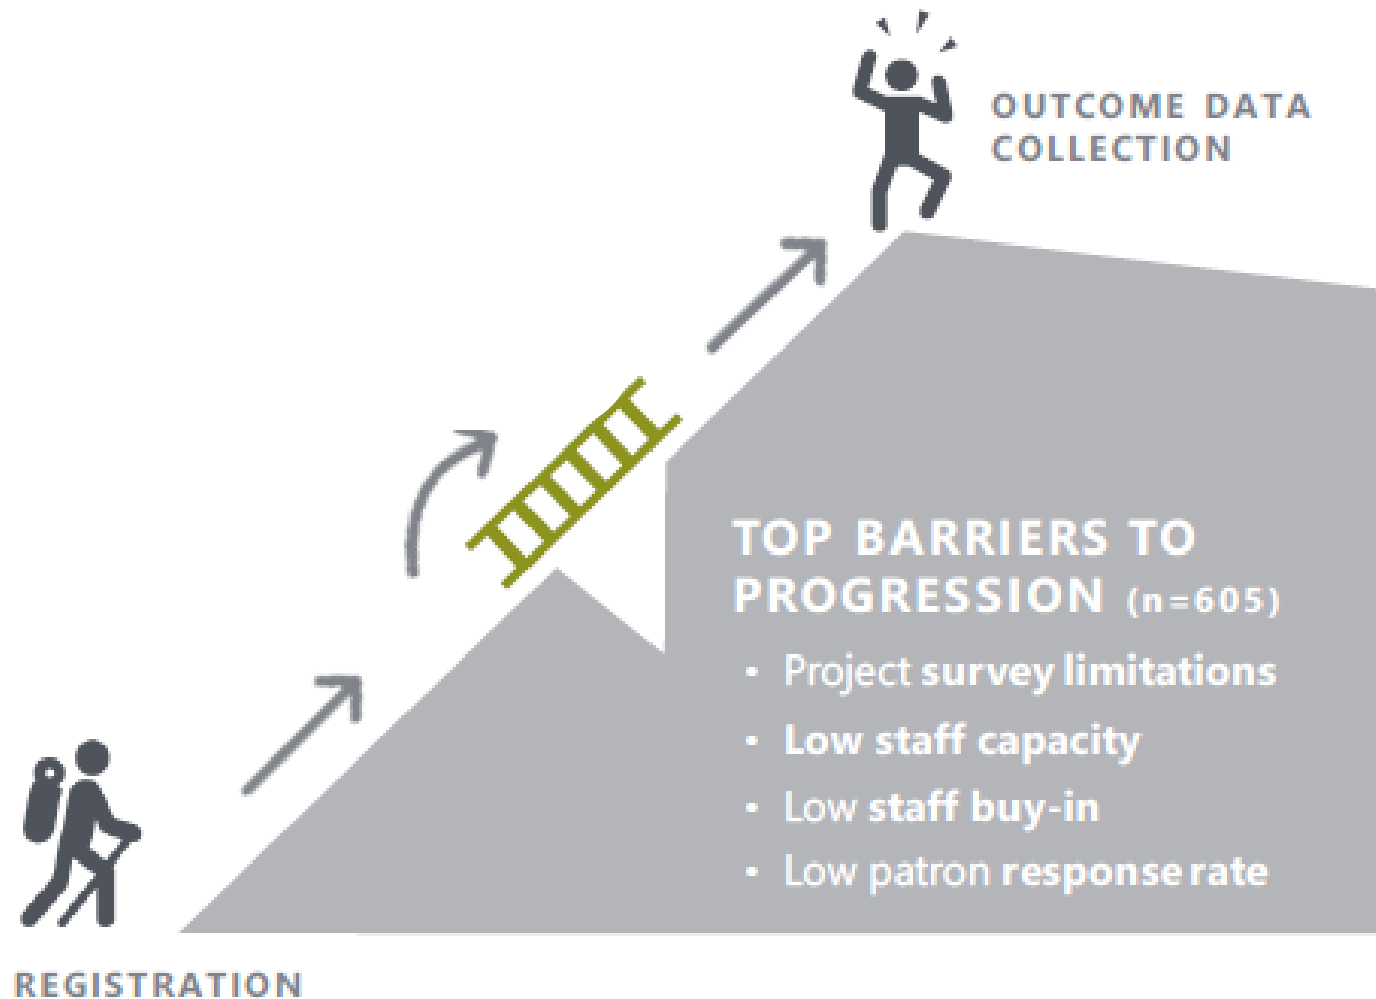 OUTCOME DATA
COLLECTION
TOP BARRIERS TO
PROGRESSION (n=605)
• Project survey limitations
• Low staff capacity
• Low staff buy-in
• Low patron response rate
REGISTRATION